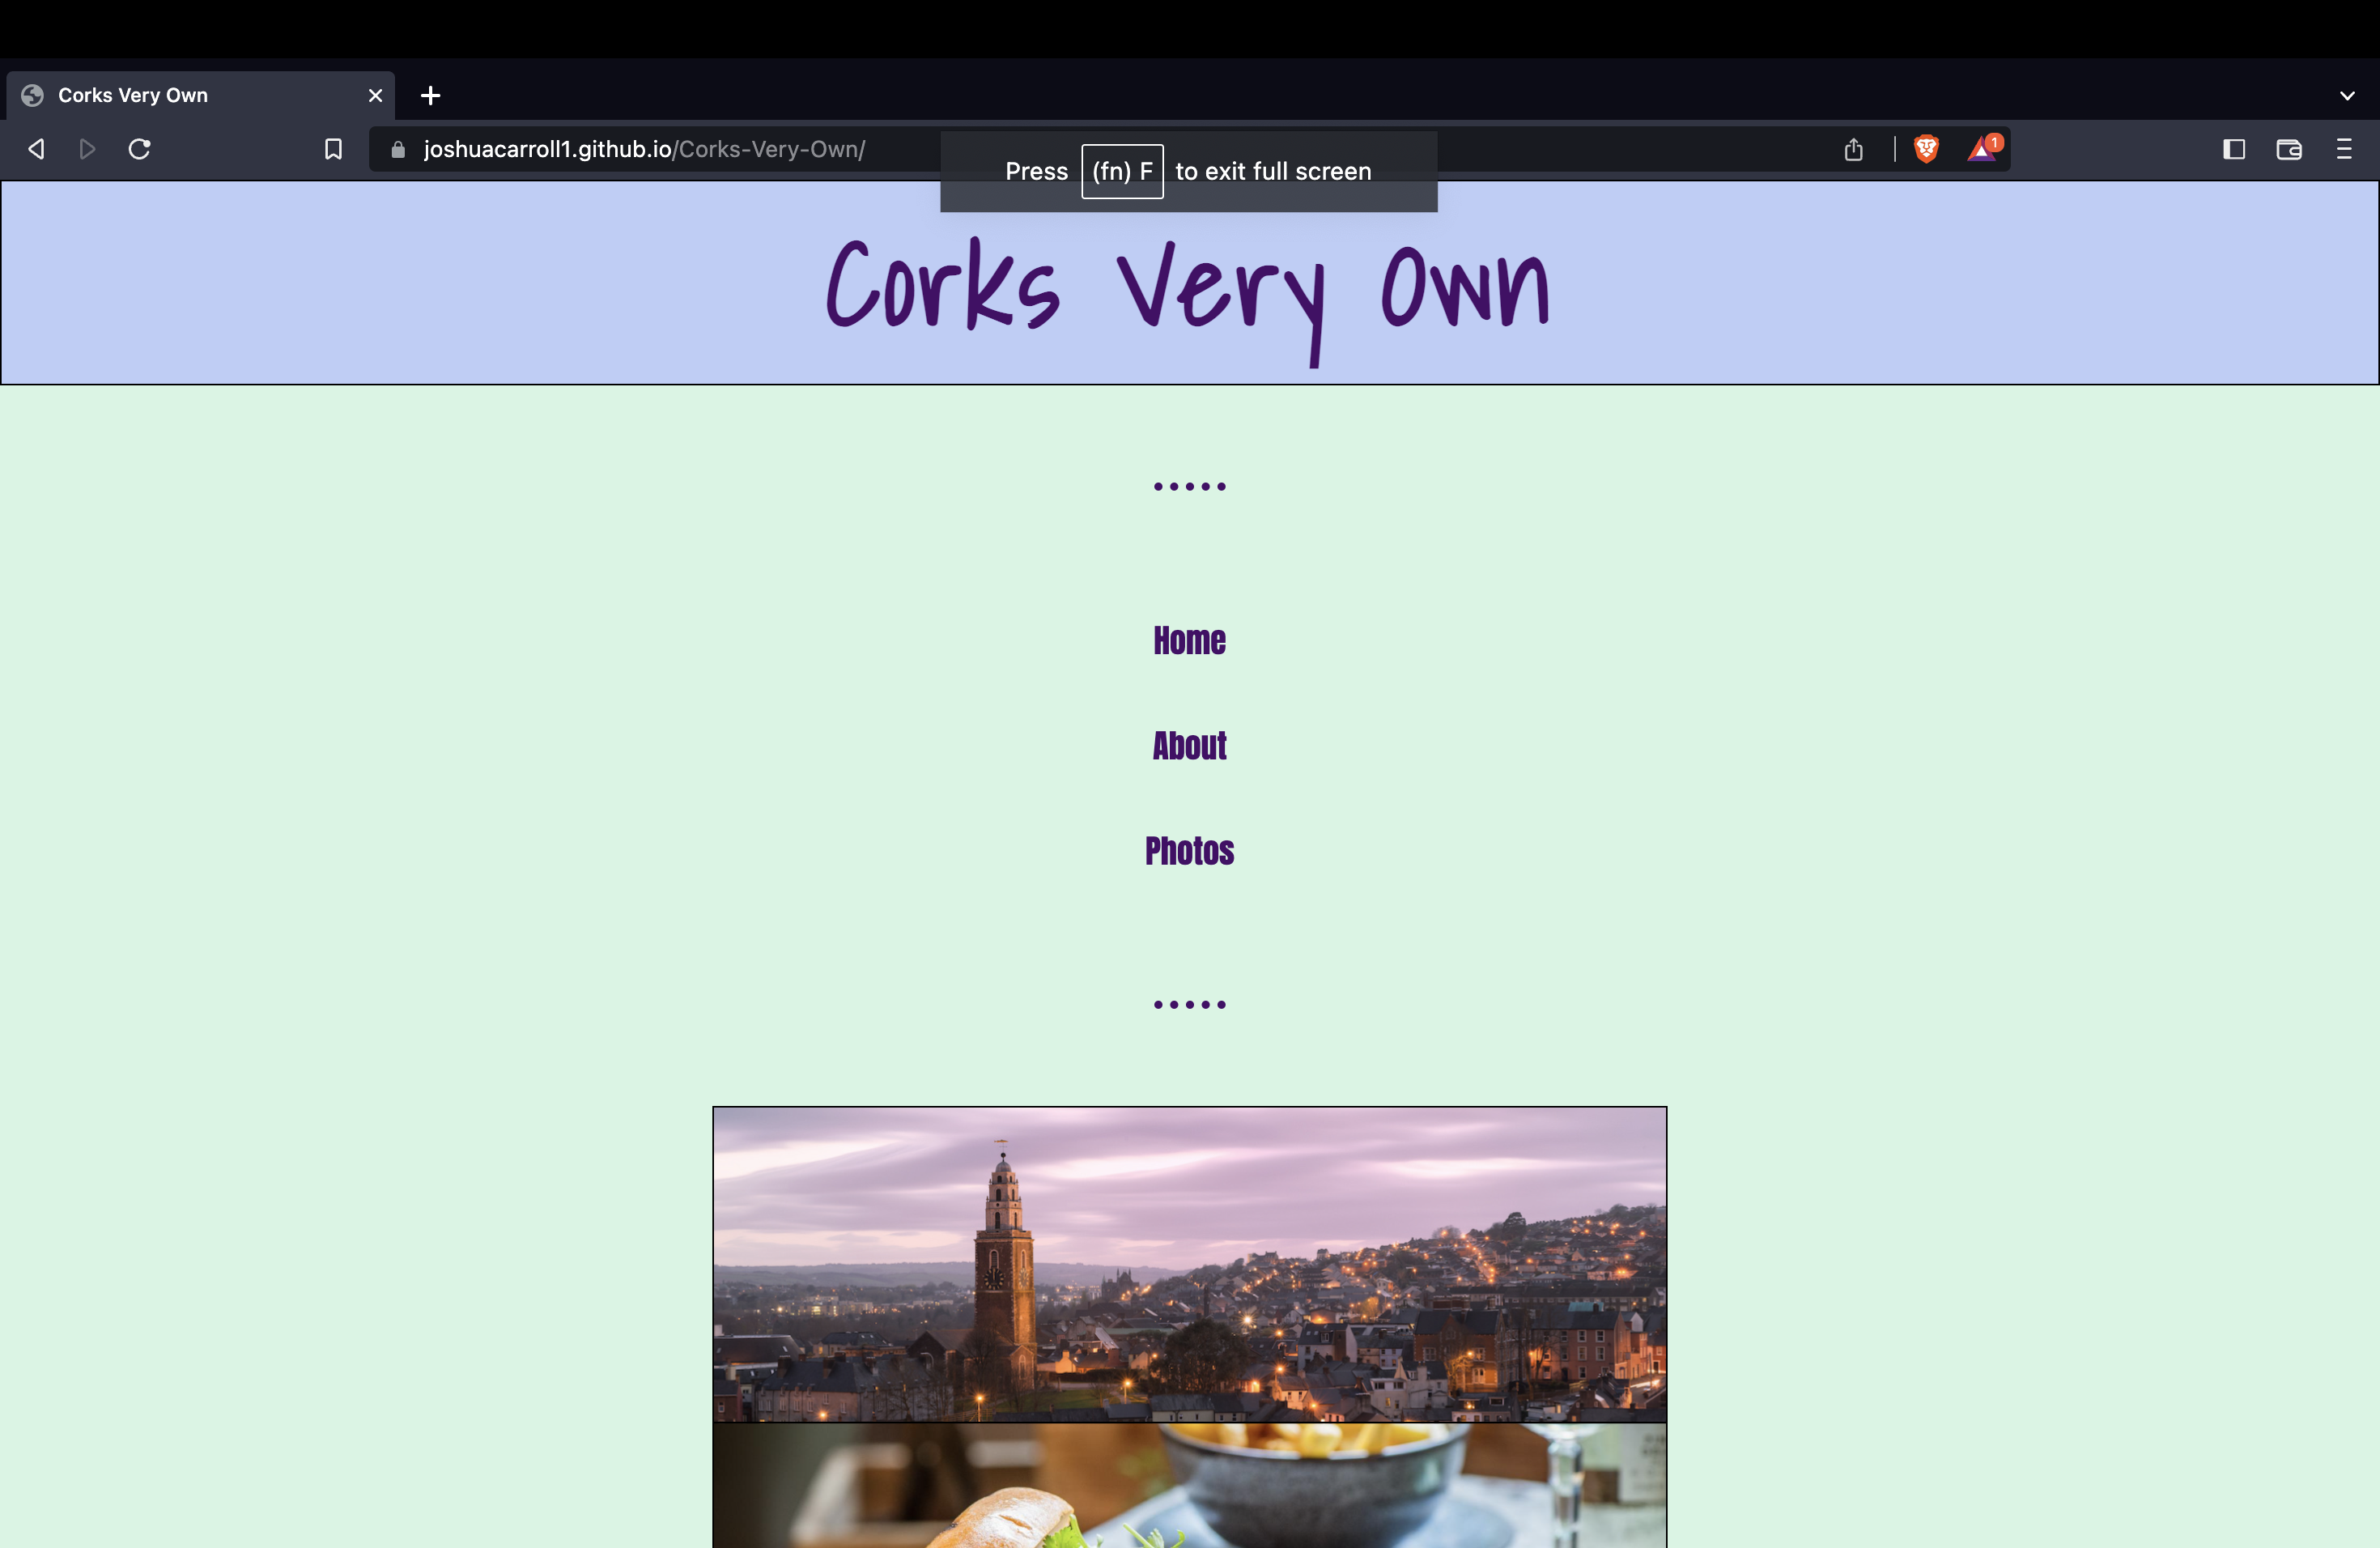 Corks Very Own
joshuacarroll1.github.io/Corks-Very-Own/
1
Press (fn) F to exit full screen
Corks Very Own
•••••
Home
About
Photos
•••••